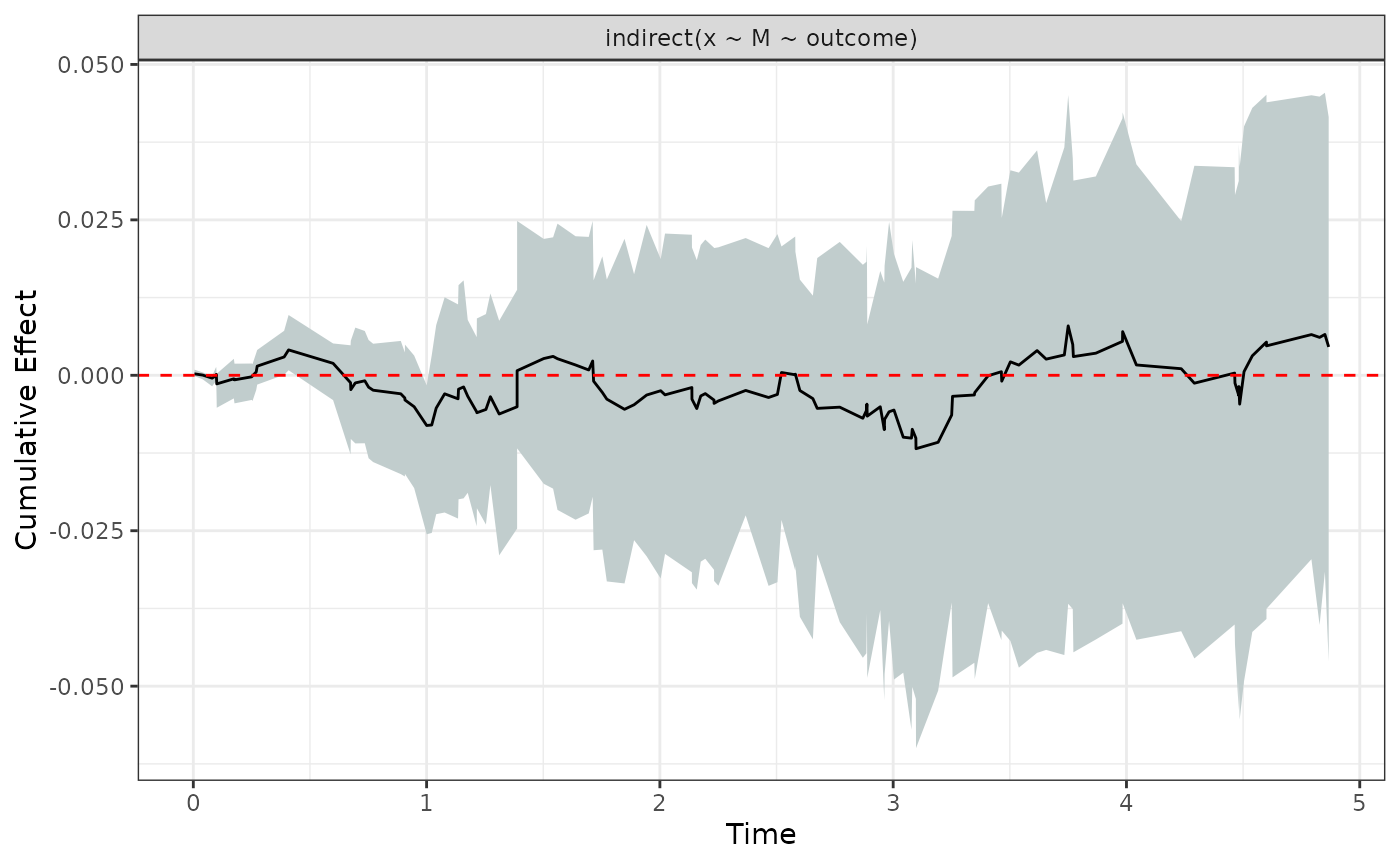 indirect(x ~ M ~ outcome)
Cumulative Effect
0.050
0.025
0.000
-0.025
-0.050
0 1 2 3 4 5
Time